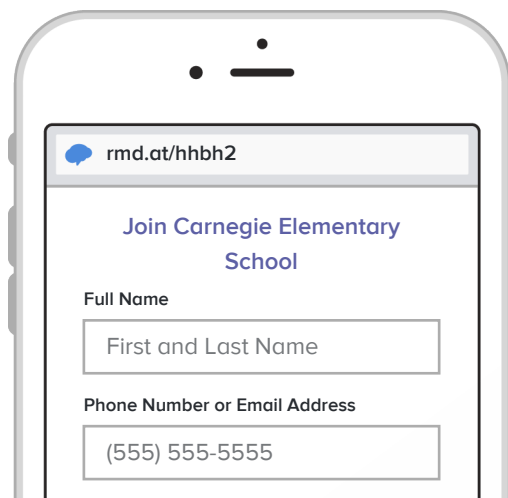 rmd.at/hhbh2
Join Carnegie Elementary
School
Full Name
First and Last Name
Phone Number or Email Address
(555) 555-5555